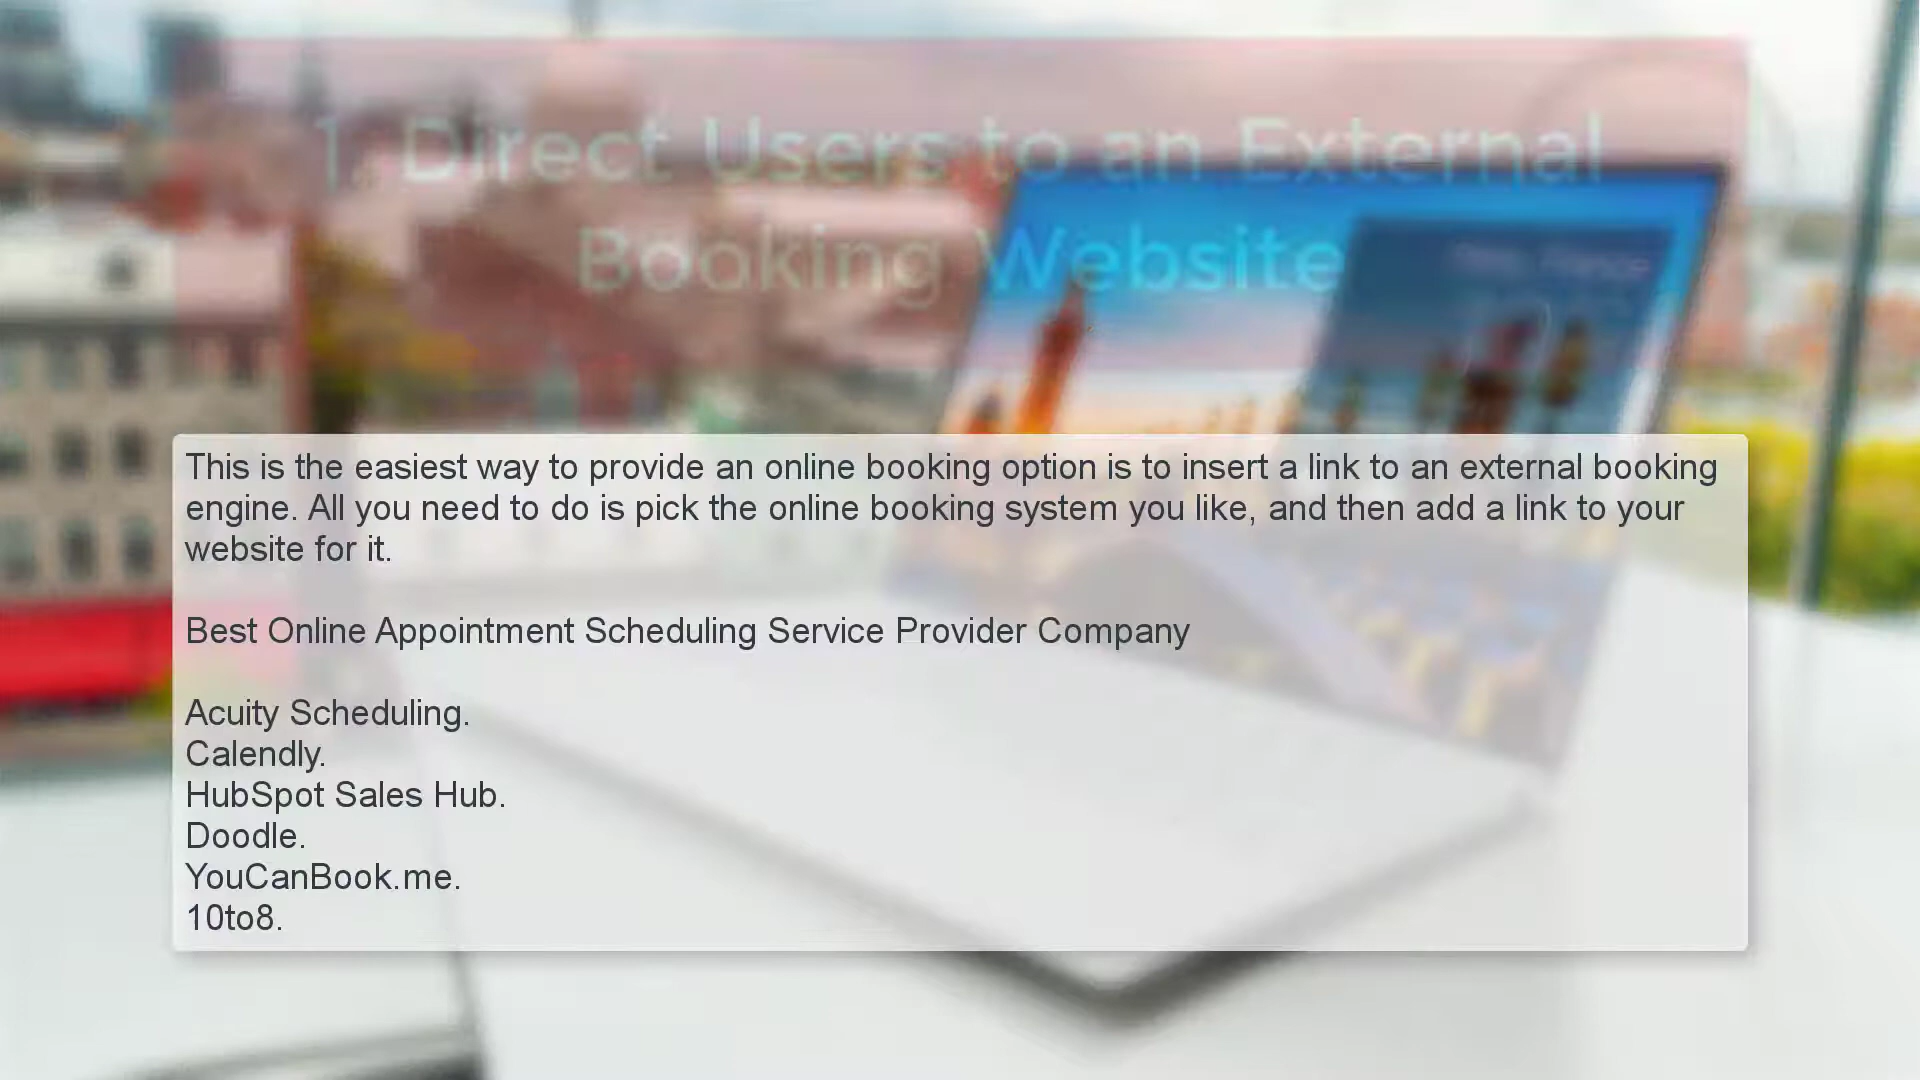 1. Direct Users to an External
Booking Website
This is the easiest way to provide an online booking option is to insert a link to an external booking
engine. All you need to do is pick the online booking system you like, and then add a link to your
website for it.
Best Online Appointment Scheduling Service Provider Company
Acuity Scheduling.
Calendly.
HubSpot Sales Hub.
Doodle.
YouCanBook.me.
10to8.